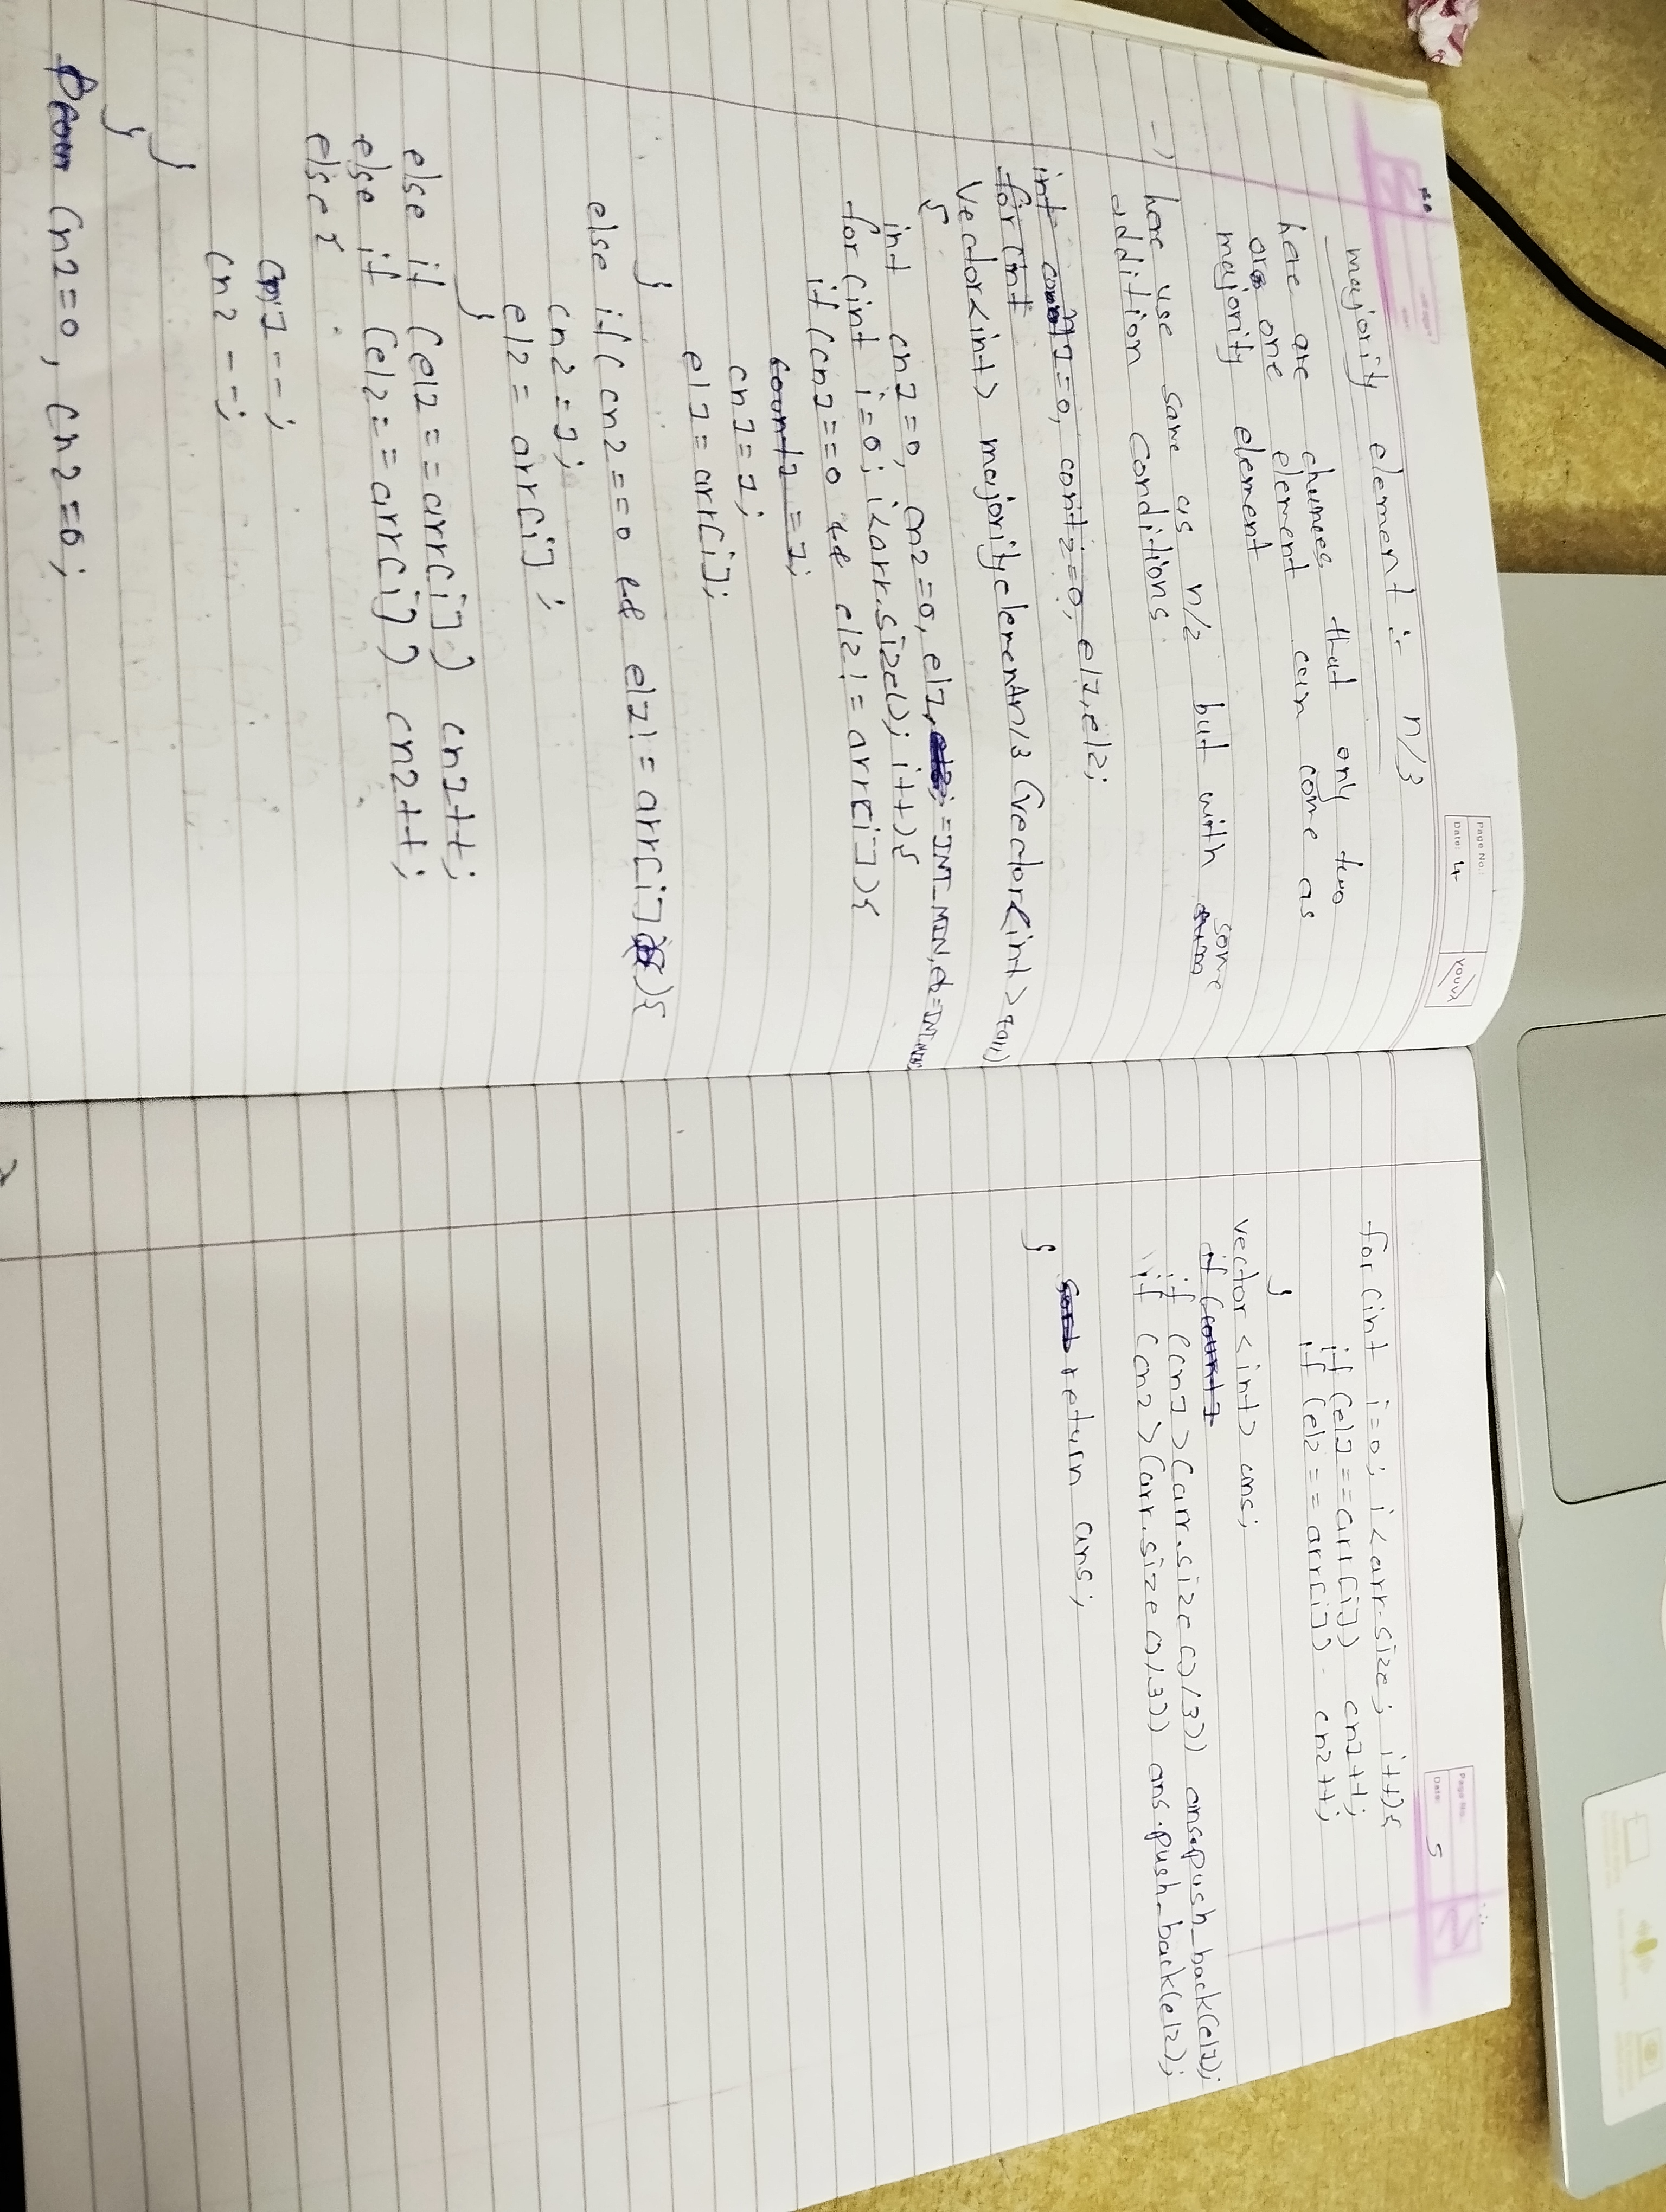 Page No.:
Date: 4
YOUVA
majority element :- n/3
here are chances that only two
or one element can come as
majority element
-> here use same as n/2 but with some
addition conditions.
int 1=0, cont2=0, el1,el2;
for (int
vector<int> majorityelementn/3 (vector<int>
{
int cn1=0, cn2=0, el1 =INT_MIN, el2=INT_MIN,
for (int i=0; i<arr.size(); i++){
if (cn1==0 && el2!=arr[i]){
count1 =1;
cn1=1;
el1=arr[i];
}
else if( cn2==0 && el1!=arr[i]){
cn2=1;
el2=arr[i];
}
else if (el1==arr[i]) cn1++;
else if (el2==arr[i]) cn2++;
else {
cn1--;
cn2--;
}
}
cn1=0, cn2=0;
Page No.
Date: 5
for (int i=0; i<arr.size; i++){
if (el1==arr[i]) cn1++;
if (el2==arr[i]) cn2++;
}
vector <int> ans;
if (count1
if (cn1>(arr.size()/3)) ans.push_back(el1);
if (cn2>(arr.size()/3)) ans.push_back(el2);
return ans;
}